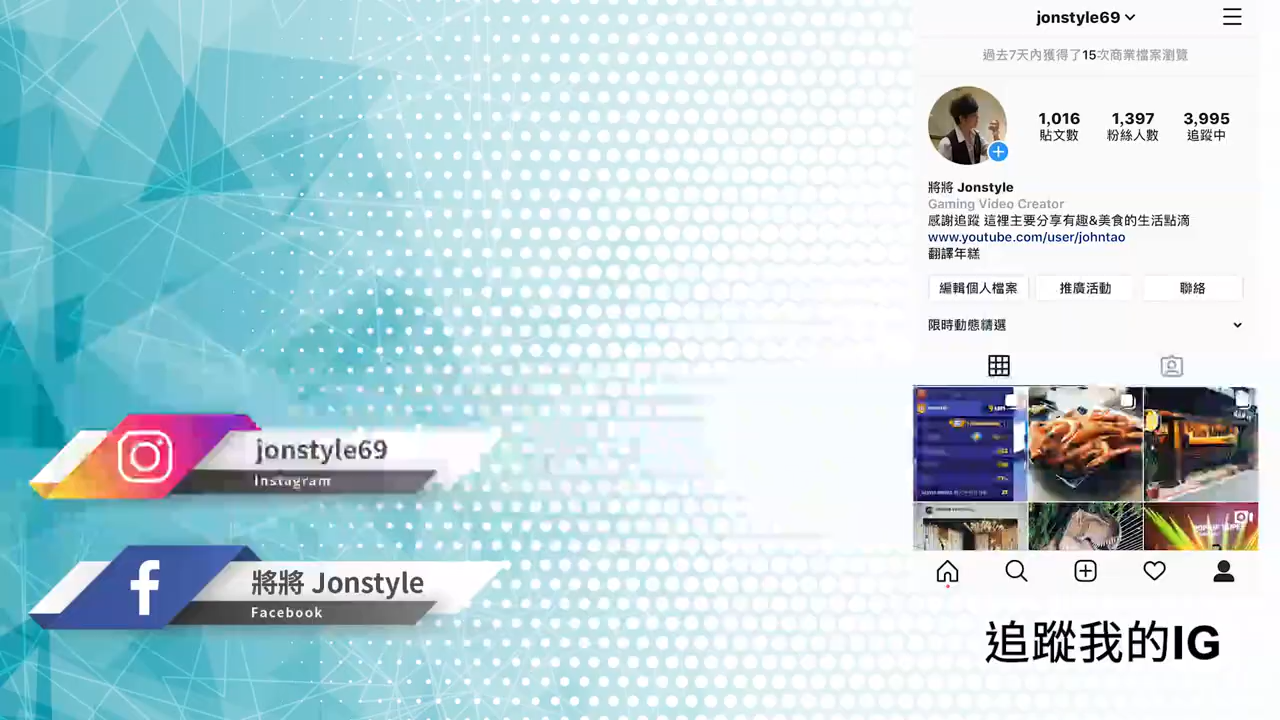 jonstyle69
過去7天內獲得了15次商業檔案瀏覽
1,016 1,397 3,995
貼文數 粉絲人數 追蹤中
將將 Jonstyle
Gaming Video Creator
感謝追蹤 這裡主要分享有趣&美食的生活點滴
www.youtube.com/user/johntao
翻譯年糕
編輯個人檔案 推廣活動 聯絡
限時動態精選
jonstyle69
Instagram
將將 Jonstyle
Facebook
追蹤我的IG